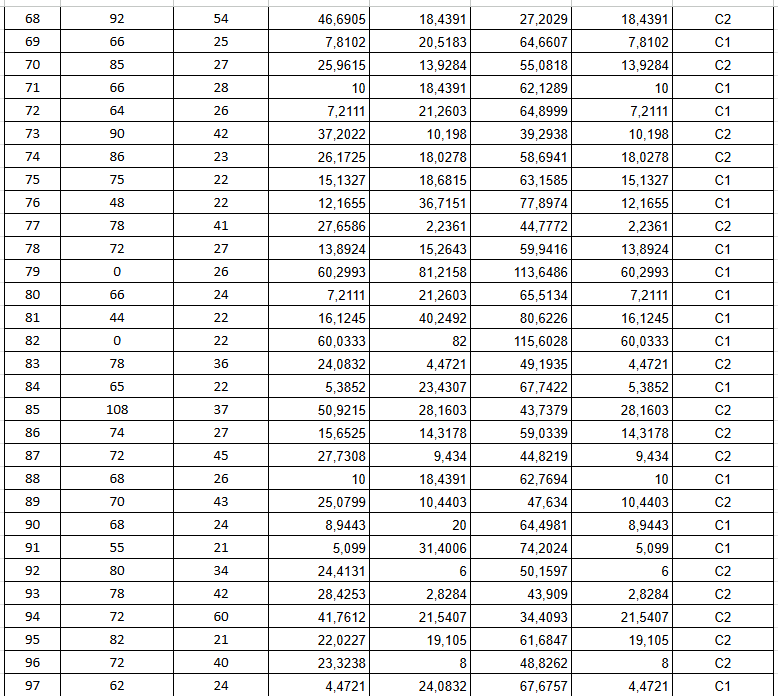 68 92 54 46,6905 18,4391 27,2029 18,4391 C2
69 66 25 7,8102 20,5183 64,6607 7,8102 C1
70 85 27 25,9615 13,9284 55,0818 13,9284 C2
71 66 28 10 18,4391 62,1289 10 C1
72 64 26 7,2111 21,2603 64,8999 7,2111 C1
73 90 42 37,2022 10,198 39,2938 10,198 C2
74 86 23 26,1725 18,0278 58,6941 18,0278 C2
75 75 22 15,1327 18,6815 63,1585 15,1327 C1
76 48 22 12,1655 36,7151 77,8974 12,1655 C1
77 78 41 27,6586 2,2361 44,7772 2,2361 C2
78 72 27 13,8924 15,2643 59,9416 13,8924 C1
79 0 26 60,2993 81,2158 113,6486 60,2993 C1
80 66 24 7,2111 21,2603 65,5134 7,2111 C1
81 44 22 16,1245 40,2492 80,6226 16,1245 C1
82 0 22 60,0333 82 115,6028 60,0333 C1
83 78 36 24,0832 4,4721 49,1935 4,4721 C2
84 65 22 5,3852 23,4307 67,7422 5,3852 C1
85 108 37 50,9215 28,1603 43,7379 28,1603 C2
86 74 27 15,6525 14,3178 59,0339 14,3178 C2
87 72 45 27,7308 9,434 44,8219 9,434 C2
88 68 26 10 18,4391 62,7694 10 C1
89 70 43 25,0799 10,4403 47,634 10,4403 C2
90 68 24 8,9443 20 64,4981 8,9443 C1
91 55 21 5,099 31,4006 74,2024 5,099 C1
92 80 34 24,4131 6 50,1597 6 C2
93 78 42 28,4253 2,8284 43,909 2,8284 C2
94 72 60 41,7612 21,5407 34,4093 21,5407 C2
95 82 21 22,0227 19,105 61,6847 19,105 C2
96 72 40 23,3238 8 48,8262 8 C2
97 62 24 4,4721 24,0832 67,6757 4,4721 C1